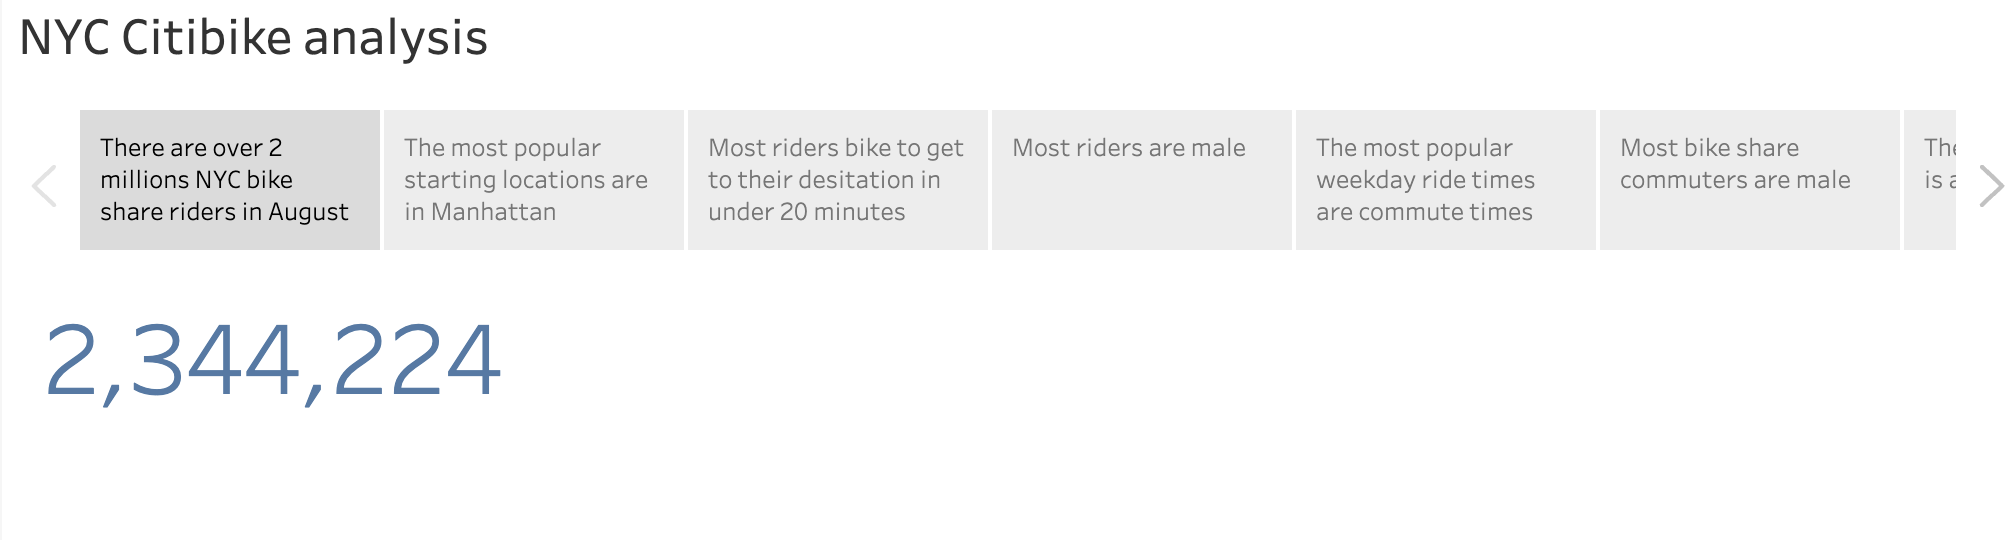 NYC Citibike analysis
There are over 2
millions NYC bike
share riders in August
The most popular
starting locations are
in Manhattan
Most riders bike to get
to their desitation in
under 20 minutes
Most riders are male
The most popular
weekday ride times
are commute times
Most bike share
commuters are male
The
is a
2,344,224